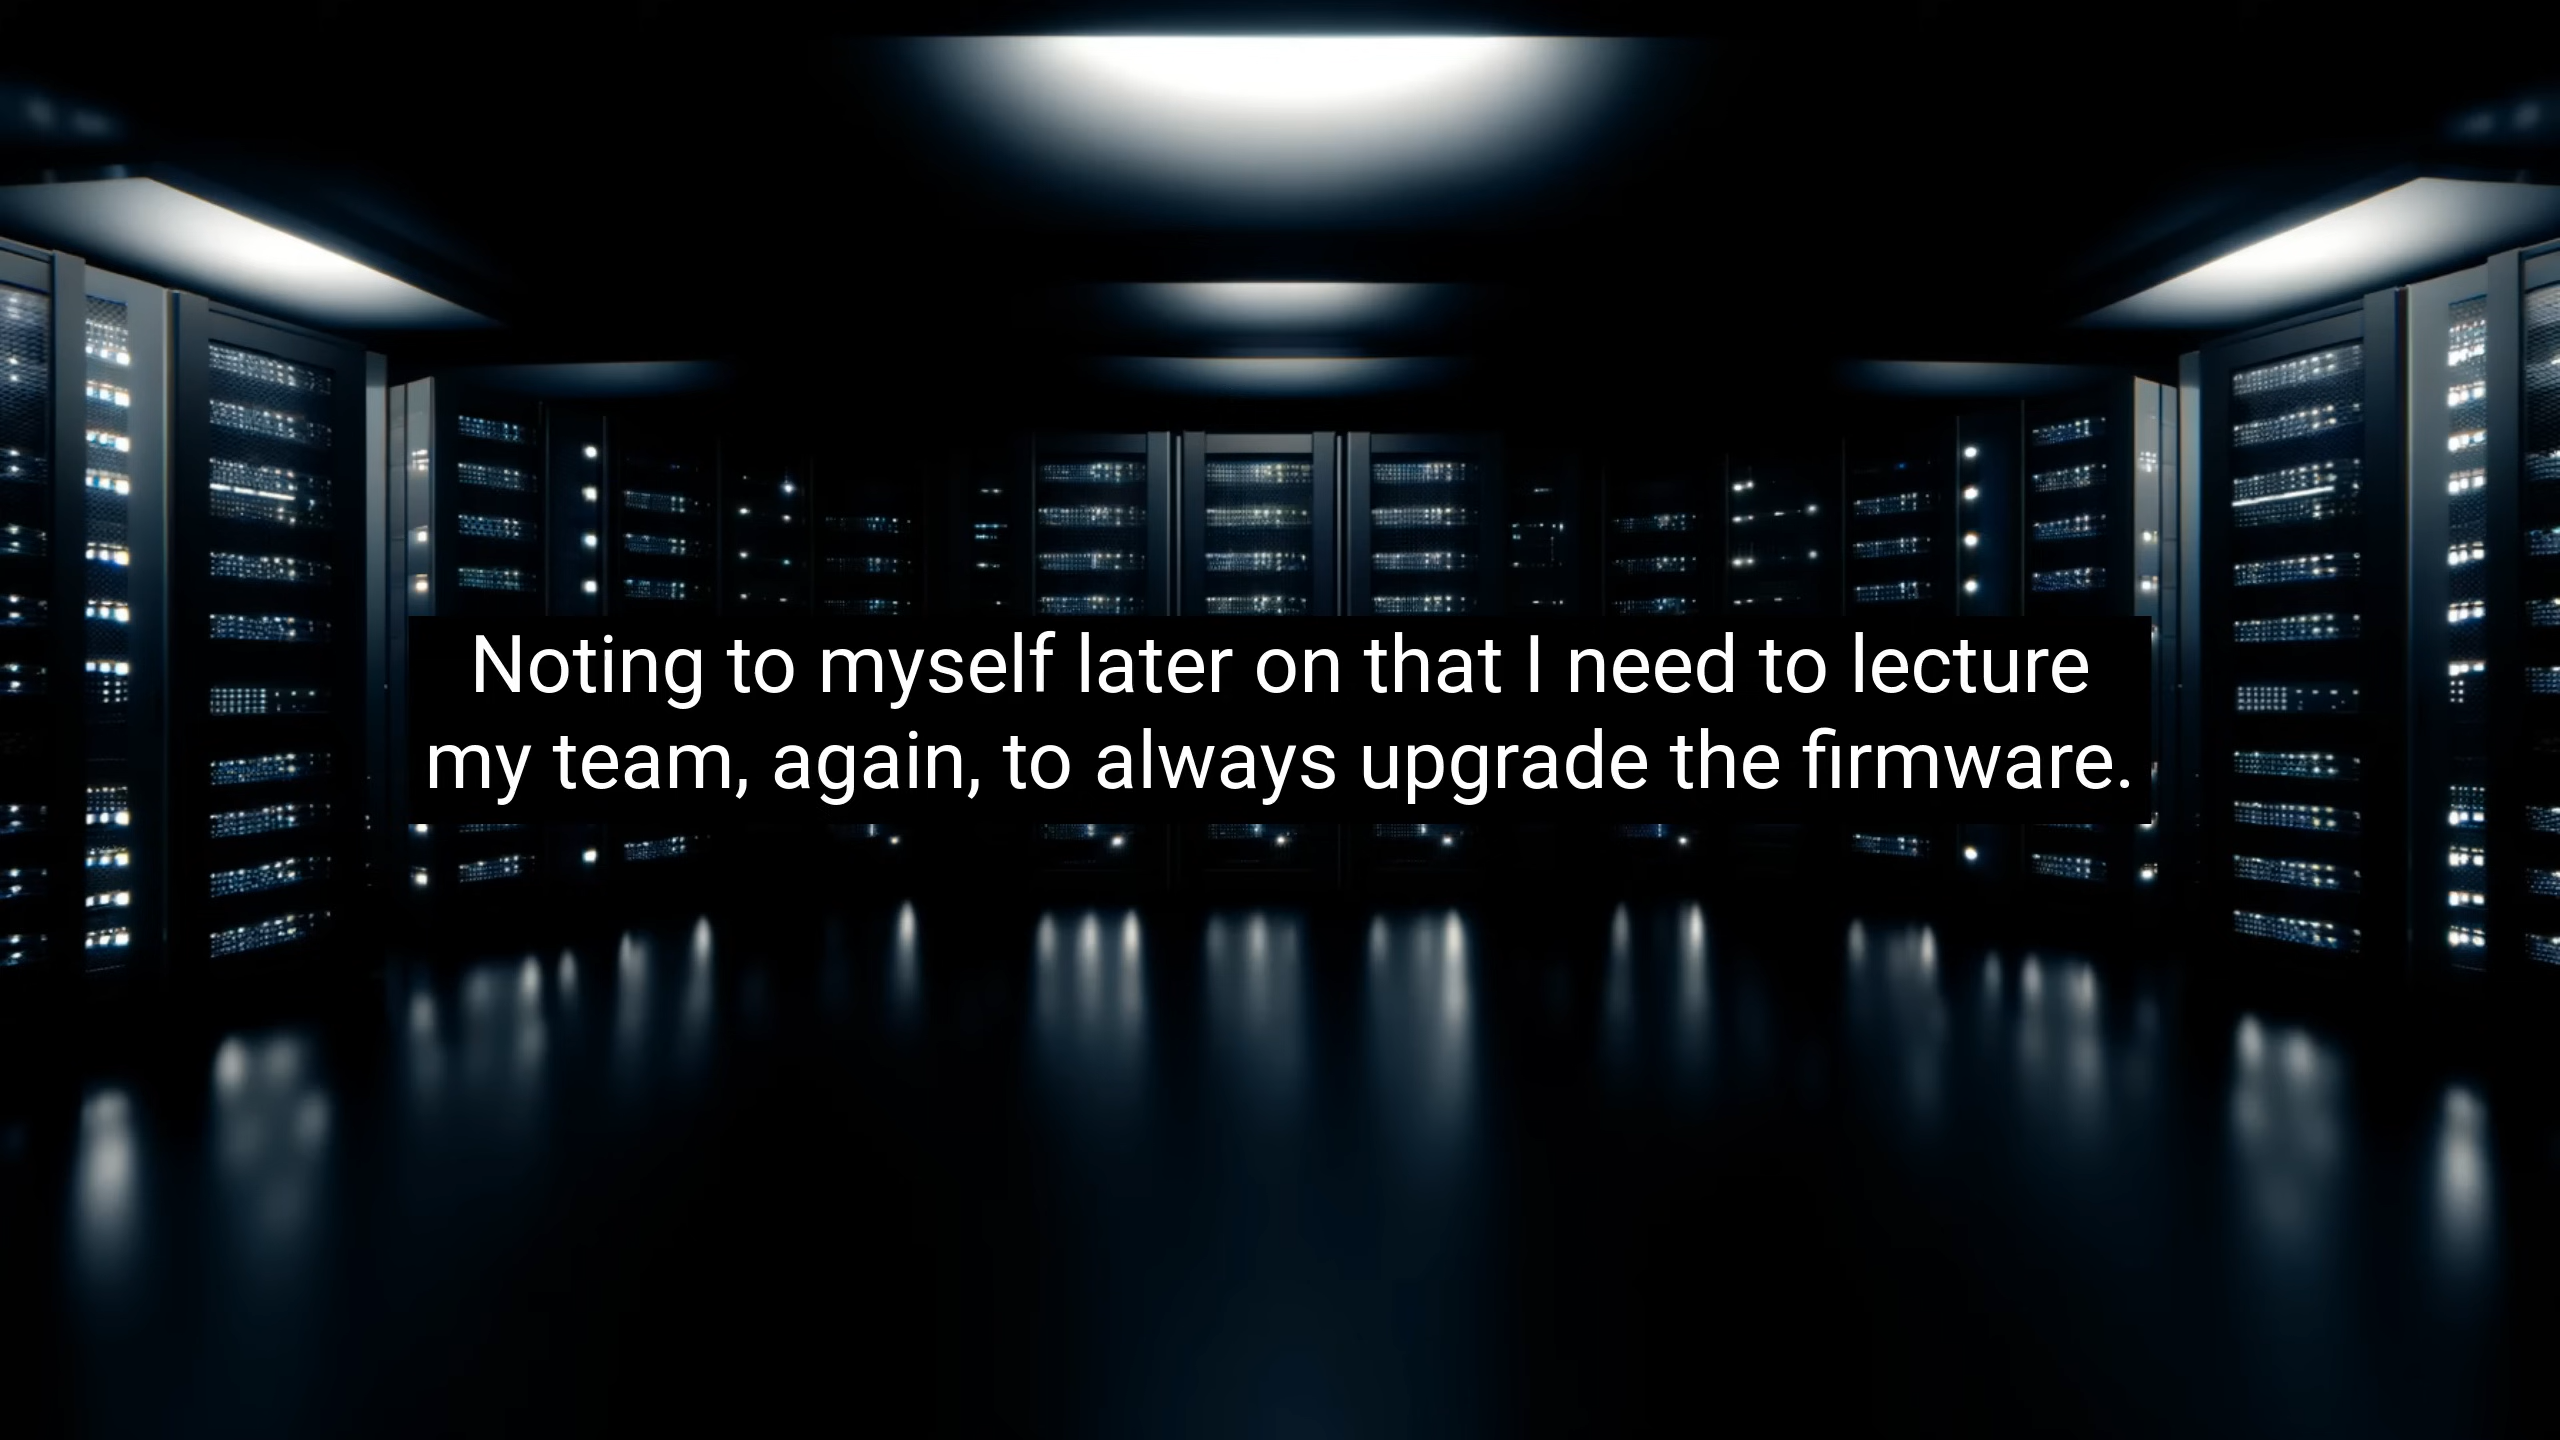 Noting to myself later on that I need to lecture
my team, again, to always upgrade the firmware.